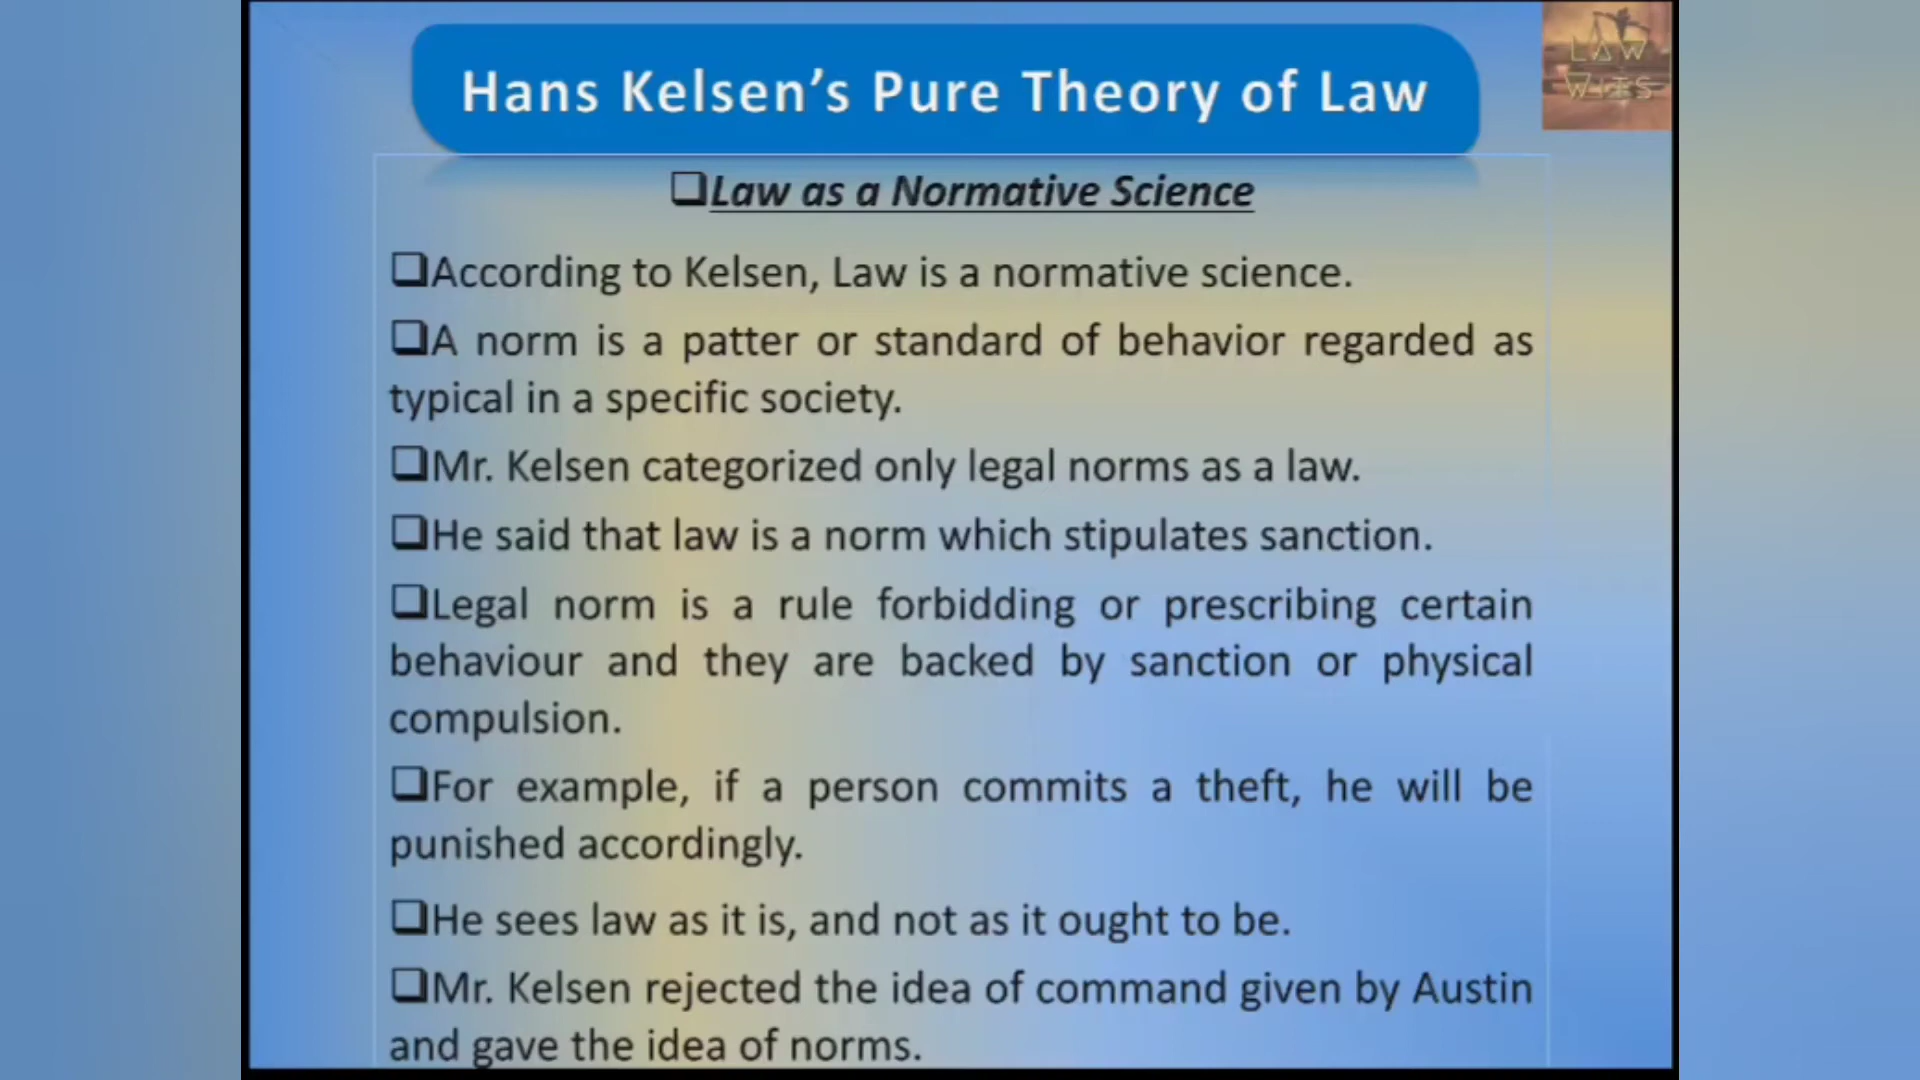 Hans Kelsen’s Pure Theory of Law
LAW
WITS
❑Law as a Normative Science
❑According to Kelsen, Law is a normative science.
❑A norm is a patter or standard of behavior regarded as
typical in a specific society.
❑Mr. Kelsen categorized only legal norms as a law.
❑He said that law is a norm which stipulates sanction.
❑Legal norm is a rule forbidding or prescribing certain
behaviour and they are backed by sanction or physical
compulsion.
❑For example, if a person commits a theft, he will be
punished accordingly.
❑He sees law as it is, and not as it ought to be.
❑Mr. Kelsen rejected the idea of command given by Austin
and gave the idea of norms.